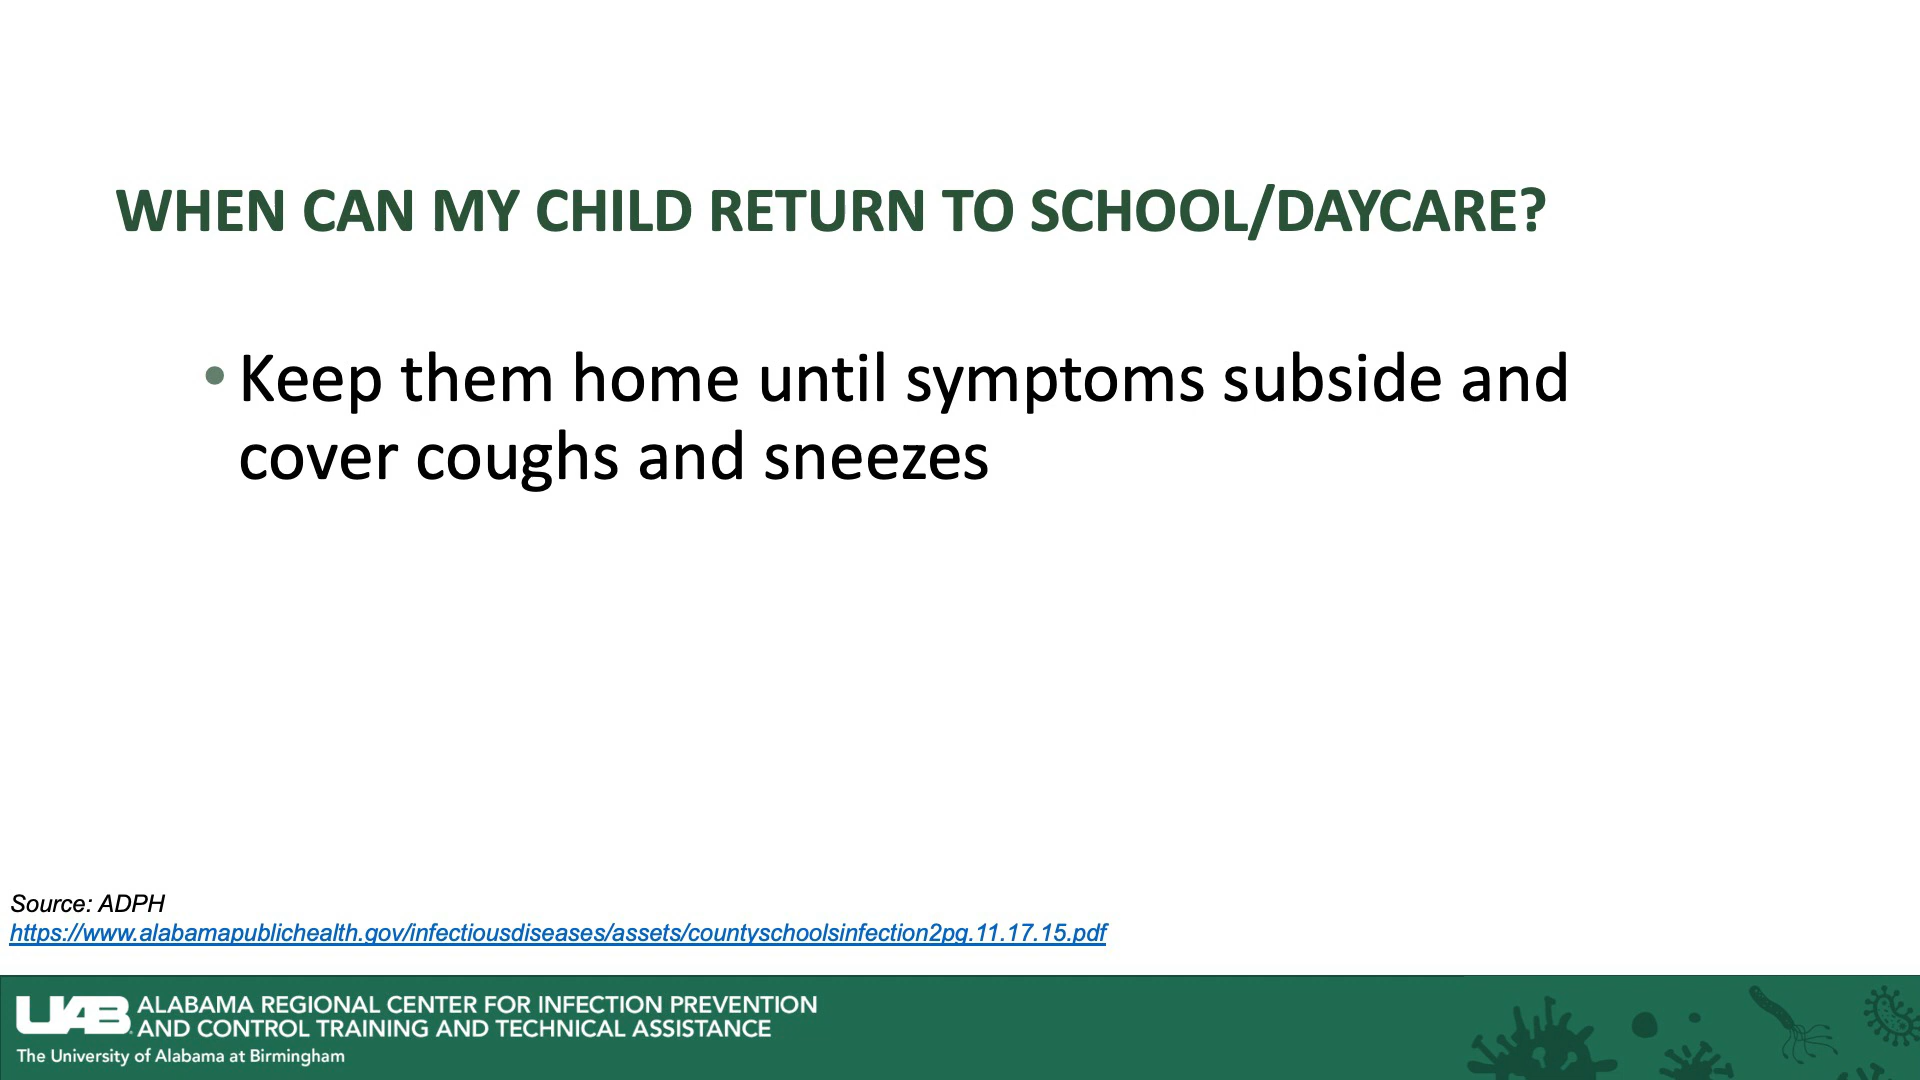 WHEN CAN MY CHILD RETURN TO SCHOOL/DAYCARE?
• Keep them home until symptoms subside and
cover coughs and sneezes
Source: ADPH
https://www.alabamapublichealth.gov/infectiousdiseases/assets/countyschoolsinfection2pg.11.17.15.pdf
UAB ALABAMA REGIONAL CENTER FOR INFECTION PREVENTION
AND CONTROL TRAINING AND TECHNICAL ASSISTANCE
The University of Alabama at Birmingham